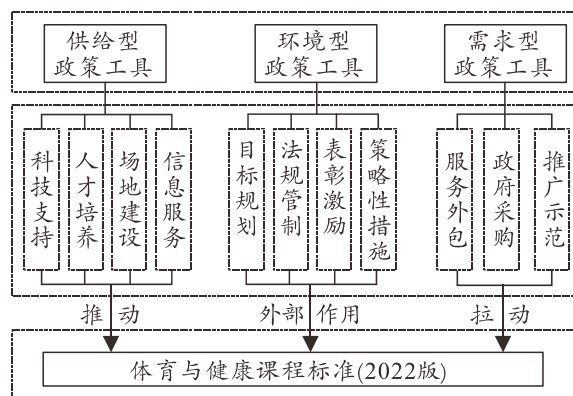 供给型
政策工具
环境型
政策工具
需求型
政策工具
科技支持
人才培养
场地建设
信息服务
目标规划
法规管制
表彰激励
策略性措施
服务外包
政府采购
推广示范
推动
外部作用
拉动
体育与健康课程标准(2022版)